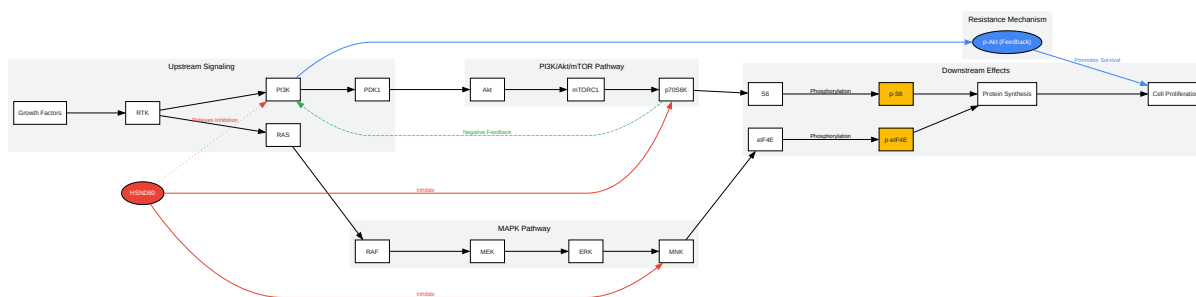 Resistance Mechanism
p-Akt (Feedback)
Promotes Survival
Upstream Signaling
PI3K/Akt/mTOR Pathway
Downstream Effects
Growth Factors
RTK
PI3K
PDK1
Akt
mTORC1
p70S6K
S6
Phosphorylation
p-S6
Protein Synthesis
Cell Proliferation
Relieves Inhibition
RAS
Negative Feedback
eIF4E
Phosphorylation
p-eIF4E
HSND80
Inhibits
MAPK Pathway
RAF
MEK
ERK
MNK
Inhibits